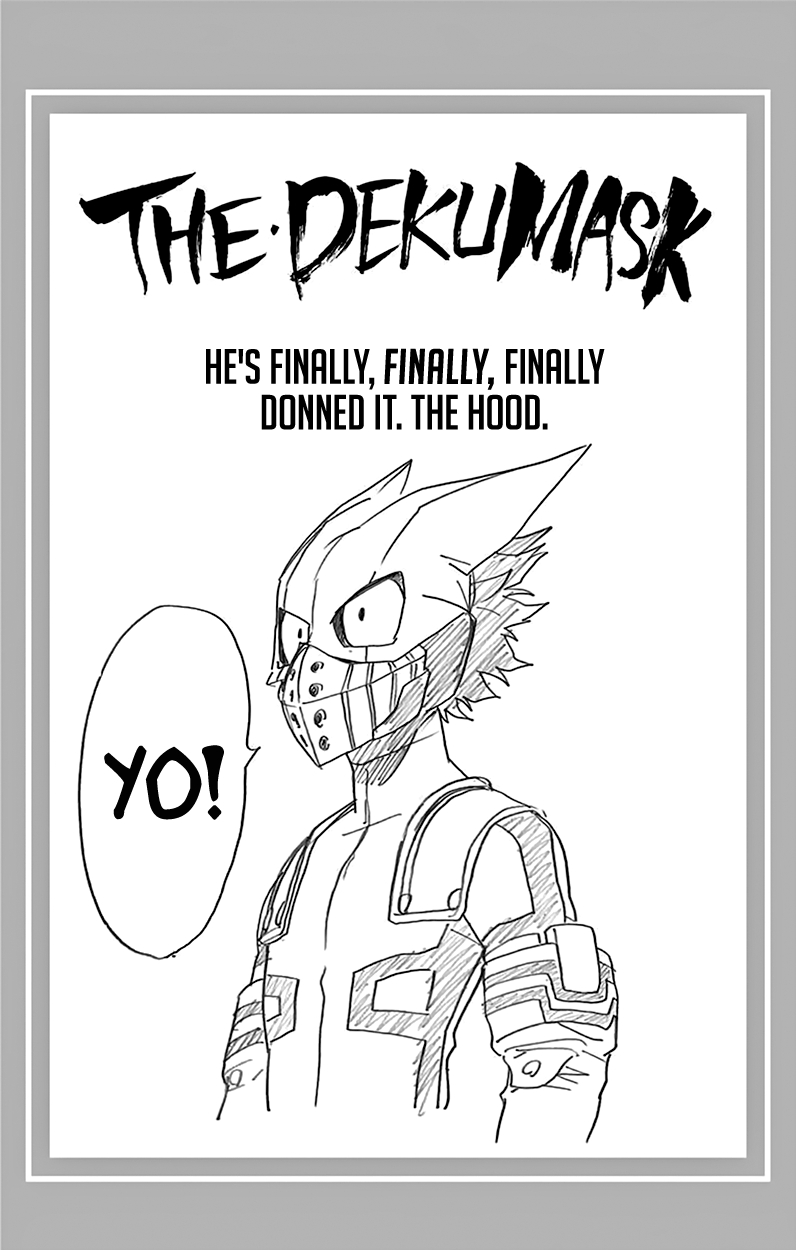 THE·DEKUMASK
HE'S FINALLY, FINALLY, FINALLY
DONNED IT. THE HOOD.
YO!